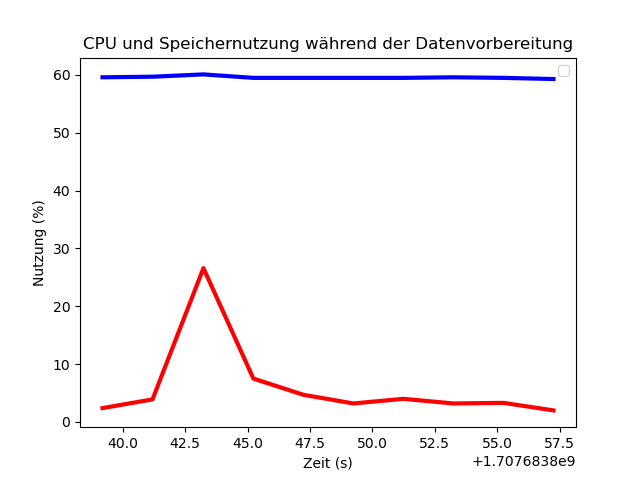 CPU und Speichernutzung während der Datenvorbereitung
60
50
40
30
20
10
0
Nutzung (%)
40.0 42.5 45.0 47.5 50.0 52.5 55.0 57.5
Zeit (s)
+1.7076838e9